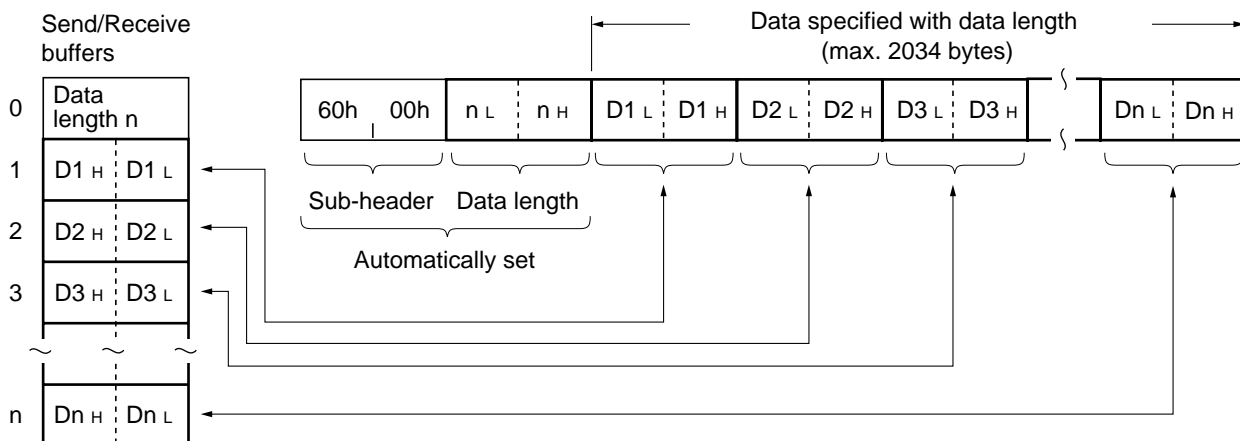 Send/Receive
buffers
Data specified with data length
(max. 2034 bytes)
0 Data
length n
60h 00h n L n H D1 L D1 H D2 L D2 H D3 L D3 H Dn L Dn H
1 D1 H D1 L
Sub-header Data length
2 D2 H D2 L
Automatically set
3 D3 H D3 L
n Dn H Dn L